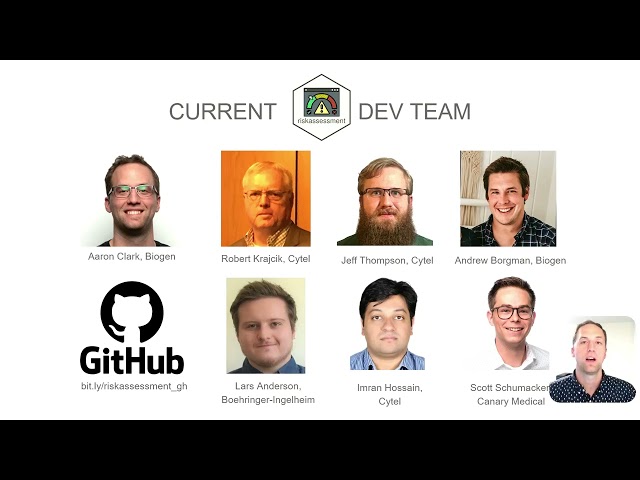 CURRENT riskassessment DEV TEAM
Aaron Clark, Biogen
Robert Krajcik, Cytel
Jeff Thompson, Cytel
Andrew Borgman, Biogen
GitHub
bit.ly/riskassessment_gh
Lars Anderson,
Boehringer-Ingelheim
Imran Hossain,
Cytel
Scott Schumacker
Canary Medical